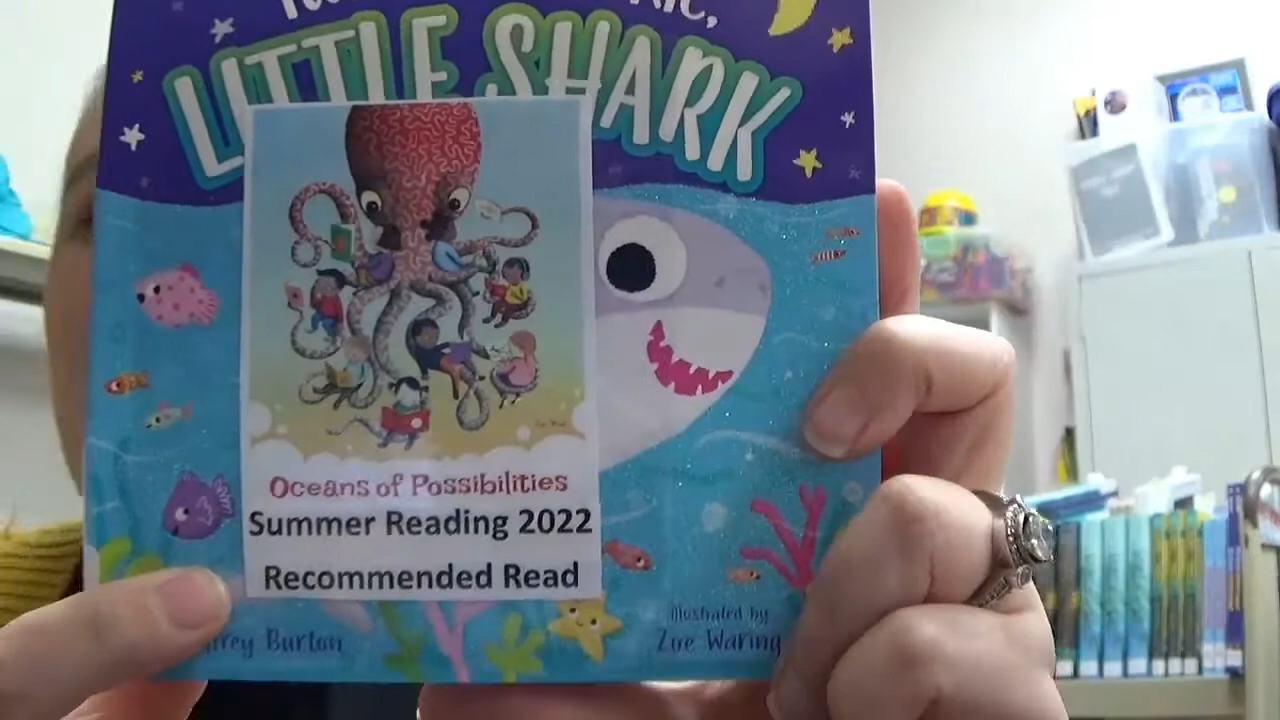 LITTLE SHARK
Oceans of Possibilities
Summer Reading 2022
Recommended Read
Burton
illustrated by
Zoe Waring